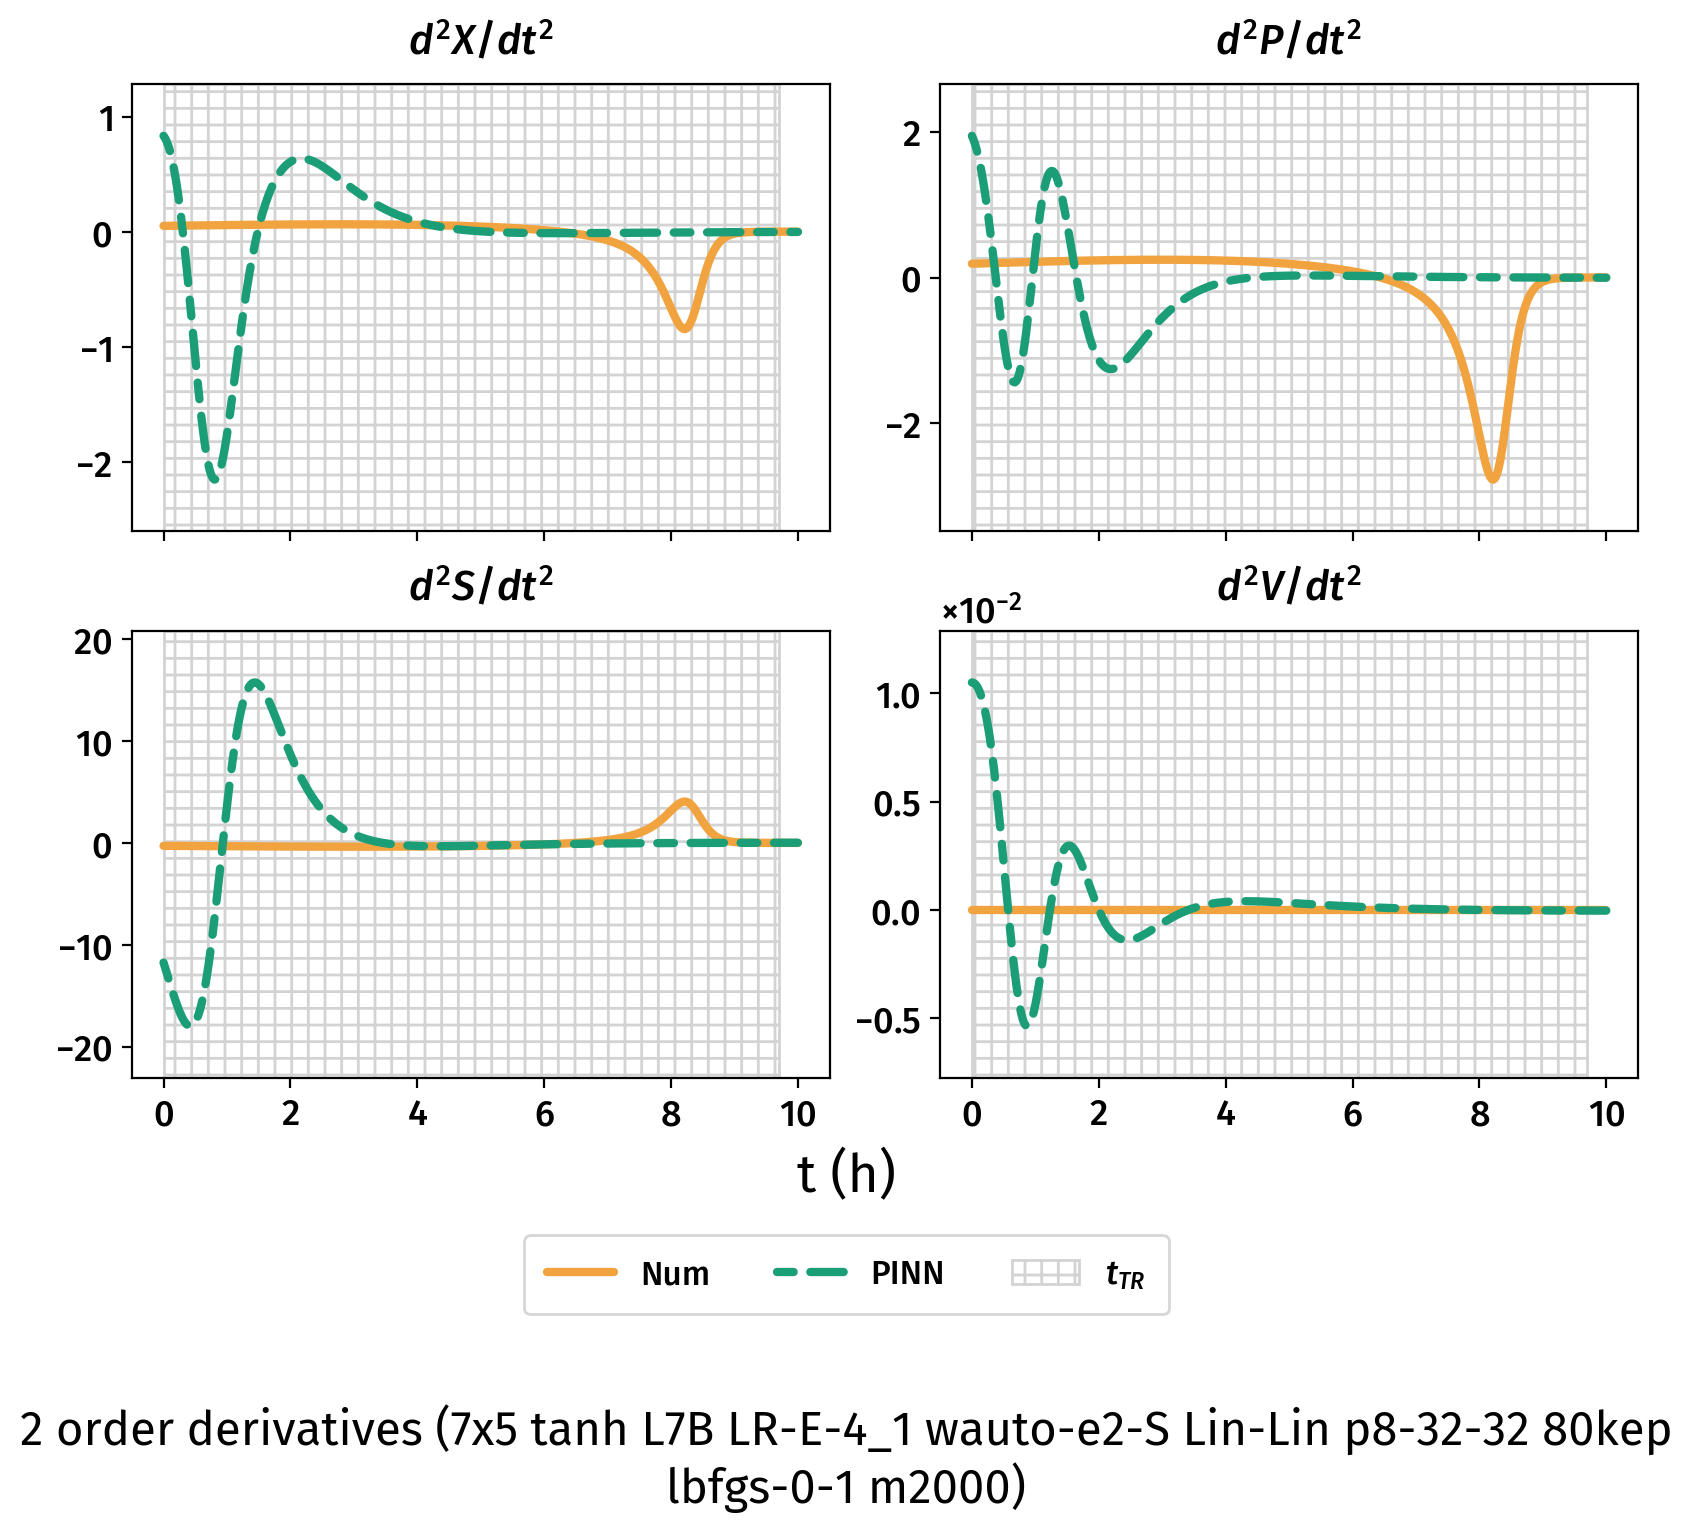 d²X/dt²
d²P/dt²
1
0
−1
−2
2
0
−2
d²S/dt²
d²V/dt²
×10⁻²
20
10
0
−10
−20
1.0
0.5
0.0
−0.5
0 2 4 6 8 10
0 2 4 6 8 10
t (h)
Num PINN t_TR
2 order derivatives (7x5 tanh L7B LR-E-4_1 wauto-e2-S Lin-Lin p8-32-32 80kep
lbfgs-0-1 m2000)